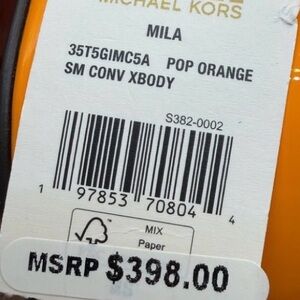 MICHAEL KORS
MILA
35T5GIMC5A POP ORANGE
SM CONV XBODY
S382-0002
1 97853 70804 4
MIX
Paper
MSRP $398.00